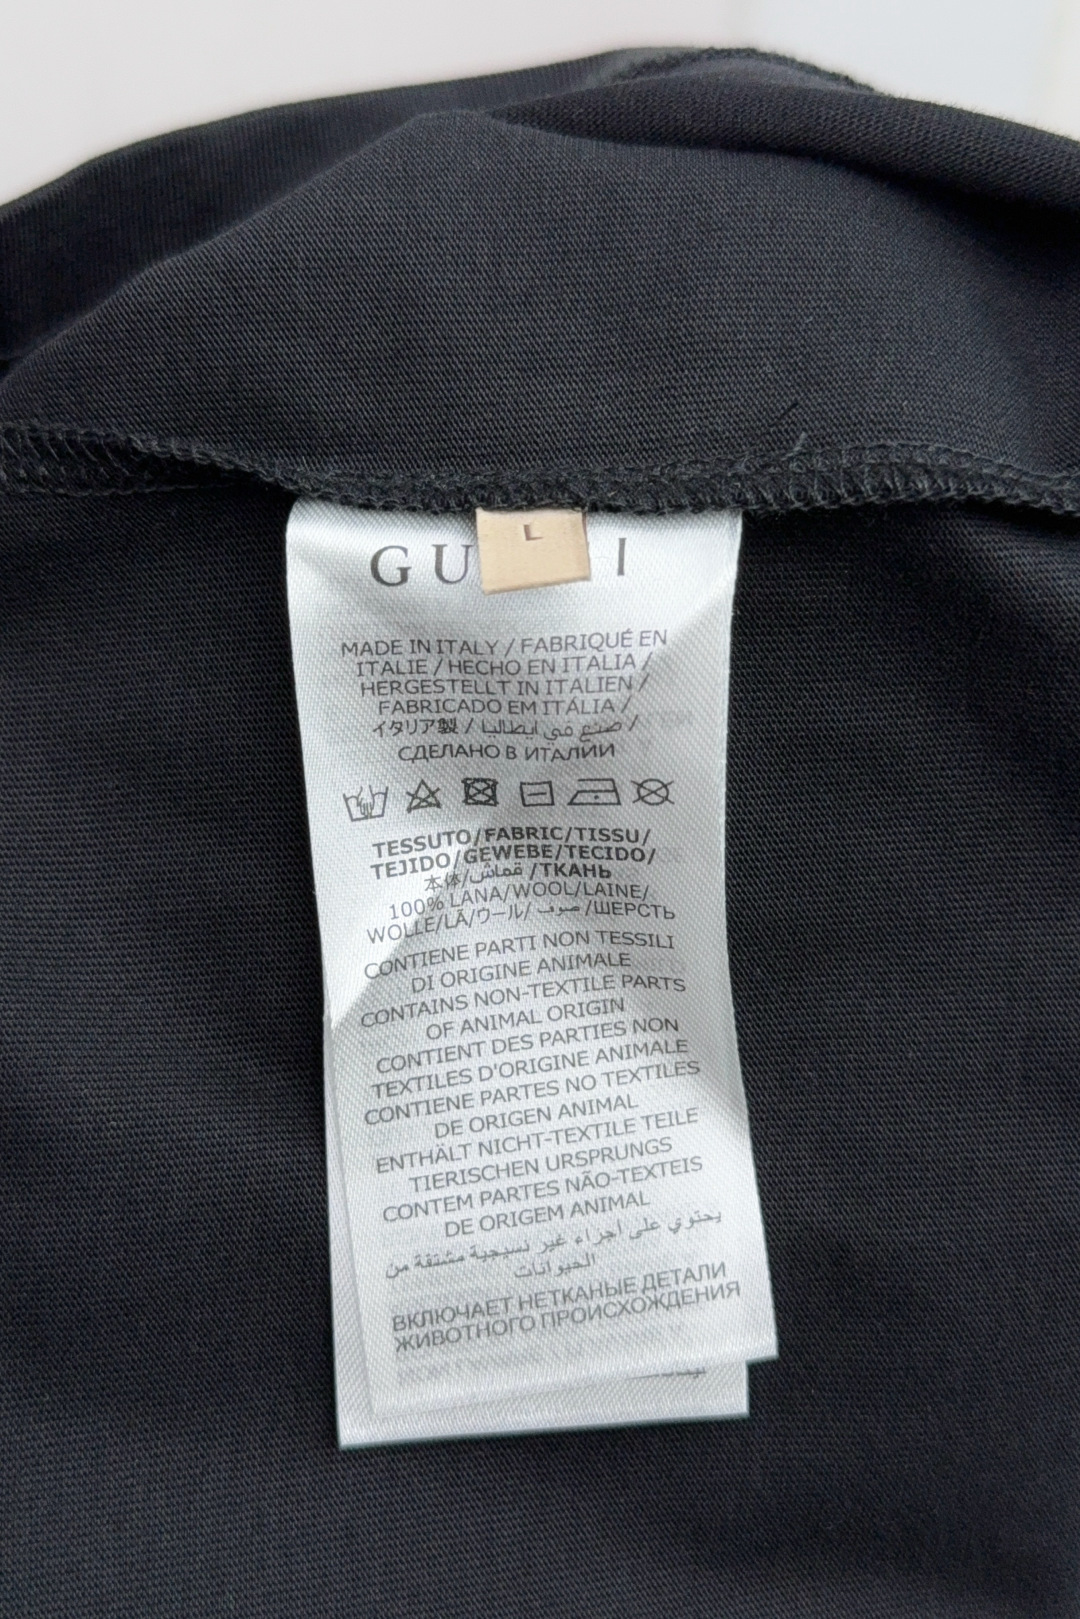 L
GU I
MADE IN ITALY / FABRIQUÉ EN
ITALIE / HECHO EN ITALIA /
HERGESTELLT IN ITALIEN /
FABRICADO EM ITÁLIA /
イタリア製 / صنع في ايطاليا /
СДЕЛАНО В ИТАЛИИ
TESSUTO/FABRIC/TISSU/
TEJIDO/GEWEBE/TECIDO/
本体/قماش/ТКАНЬ
100% LANA/WOOL/LAINE/
WOLLE/LÃ/ウール/صوف/ШЕРСТЬ
CONTIENE PARTI NON TESSILI
DI ORIGINE ANIMALE
CONTAINS NON-TEXTILE PARTS
OF ANIMAL ORIGIN
CONTIENT DES PARTIES NON
TEXTILES D'ORIGINE ANIMALE
CONTIENE PARTES NO TEXTILES
DE ORIGEN ANIMAL
ENTHÄLT NICHT-TEXTILE TEILE
TIERISCHEN URSPRUNGS
CONTEM PARTES NÃO-TEXTEIS
DE ORIGEM ANIMAL
يحتوي على اجزاء غير نسيجية مشتقة من
الحيوانات
ВКЛЮЧАЕТ НЕТКАНЫЕ ДЕТАЛИ
ЖИВОТНОГО ПРОИСХОЖДЕНИЯ